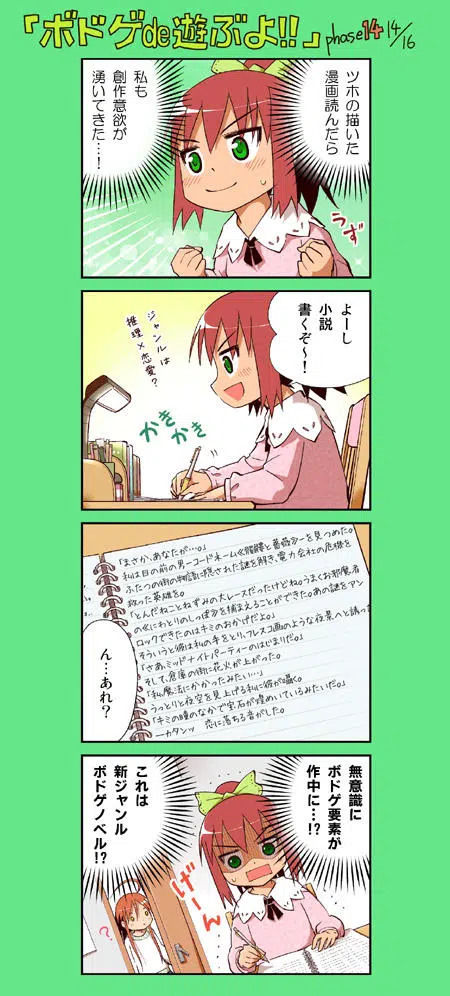 「ボドゲde遊ぶよ!!」phase14 14/16
ツホの描いた
漫画読んだら
私も
創作意欲が
湧いてきた…!
うず
よーし
小説
書くぞ〜!
ジャンルは
推理×恋愛?
かき
かき
「まさか、あなたが…。」
私は目の前の男―コードネーム≪髑髏と薔薇≫―を見つめた。
ふたつの街の物語に隠された謎を解き、電力会社の危機を
救った英雄を。
「とんだねことねずみの大レースだったけどね。うまくお邪魔者
の≪にわとりのしっぽ≫を捕まえることができた。あの謎をアン
ロックできたのはキミのおかげだよ。」
そういうと彼は私の手をとり、フレスコ画のような夜景へと誘った
「さあ、ミッドナイトパーティーのはじまりだ。」
そして、倉庫の街に花火が上がった。
「私、魔法にかかったみたい…」
うっとりと夜空を見上げる私に彼が囁く。
「キミの瞳のなかで宝石が煌めいているみたいだ。」
―カタンッ 恋に落ちる音がした。
ん…あれ?
無意識に
ボドゲ要素が
作中に…!?
これは
新ジャンル
ボドゲノベル!?
げーん
?